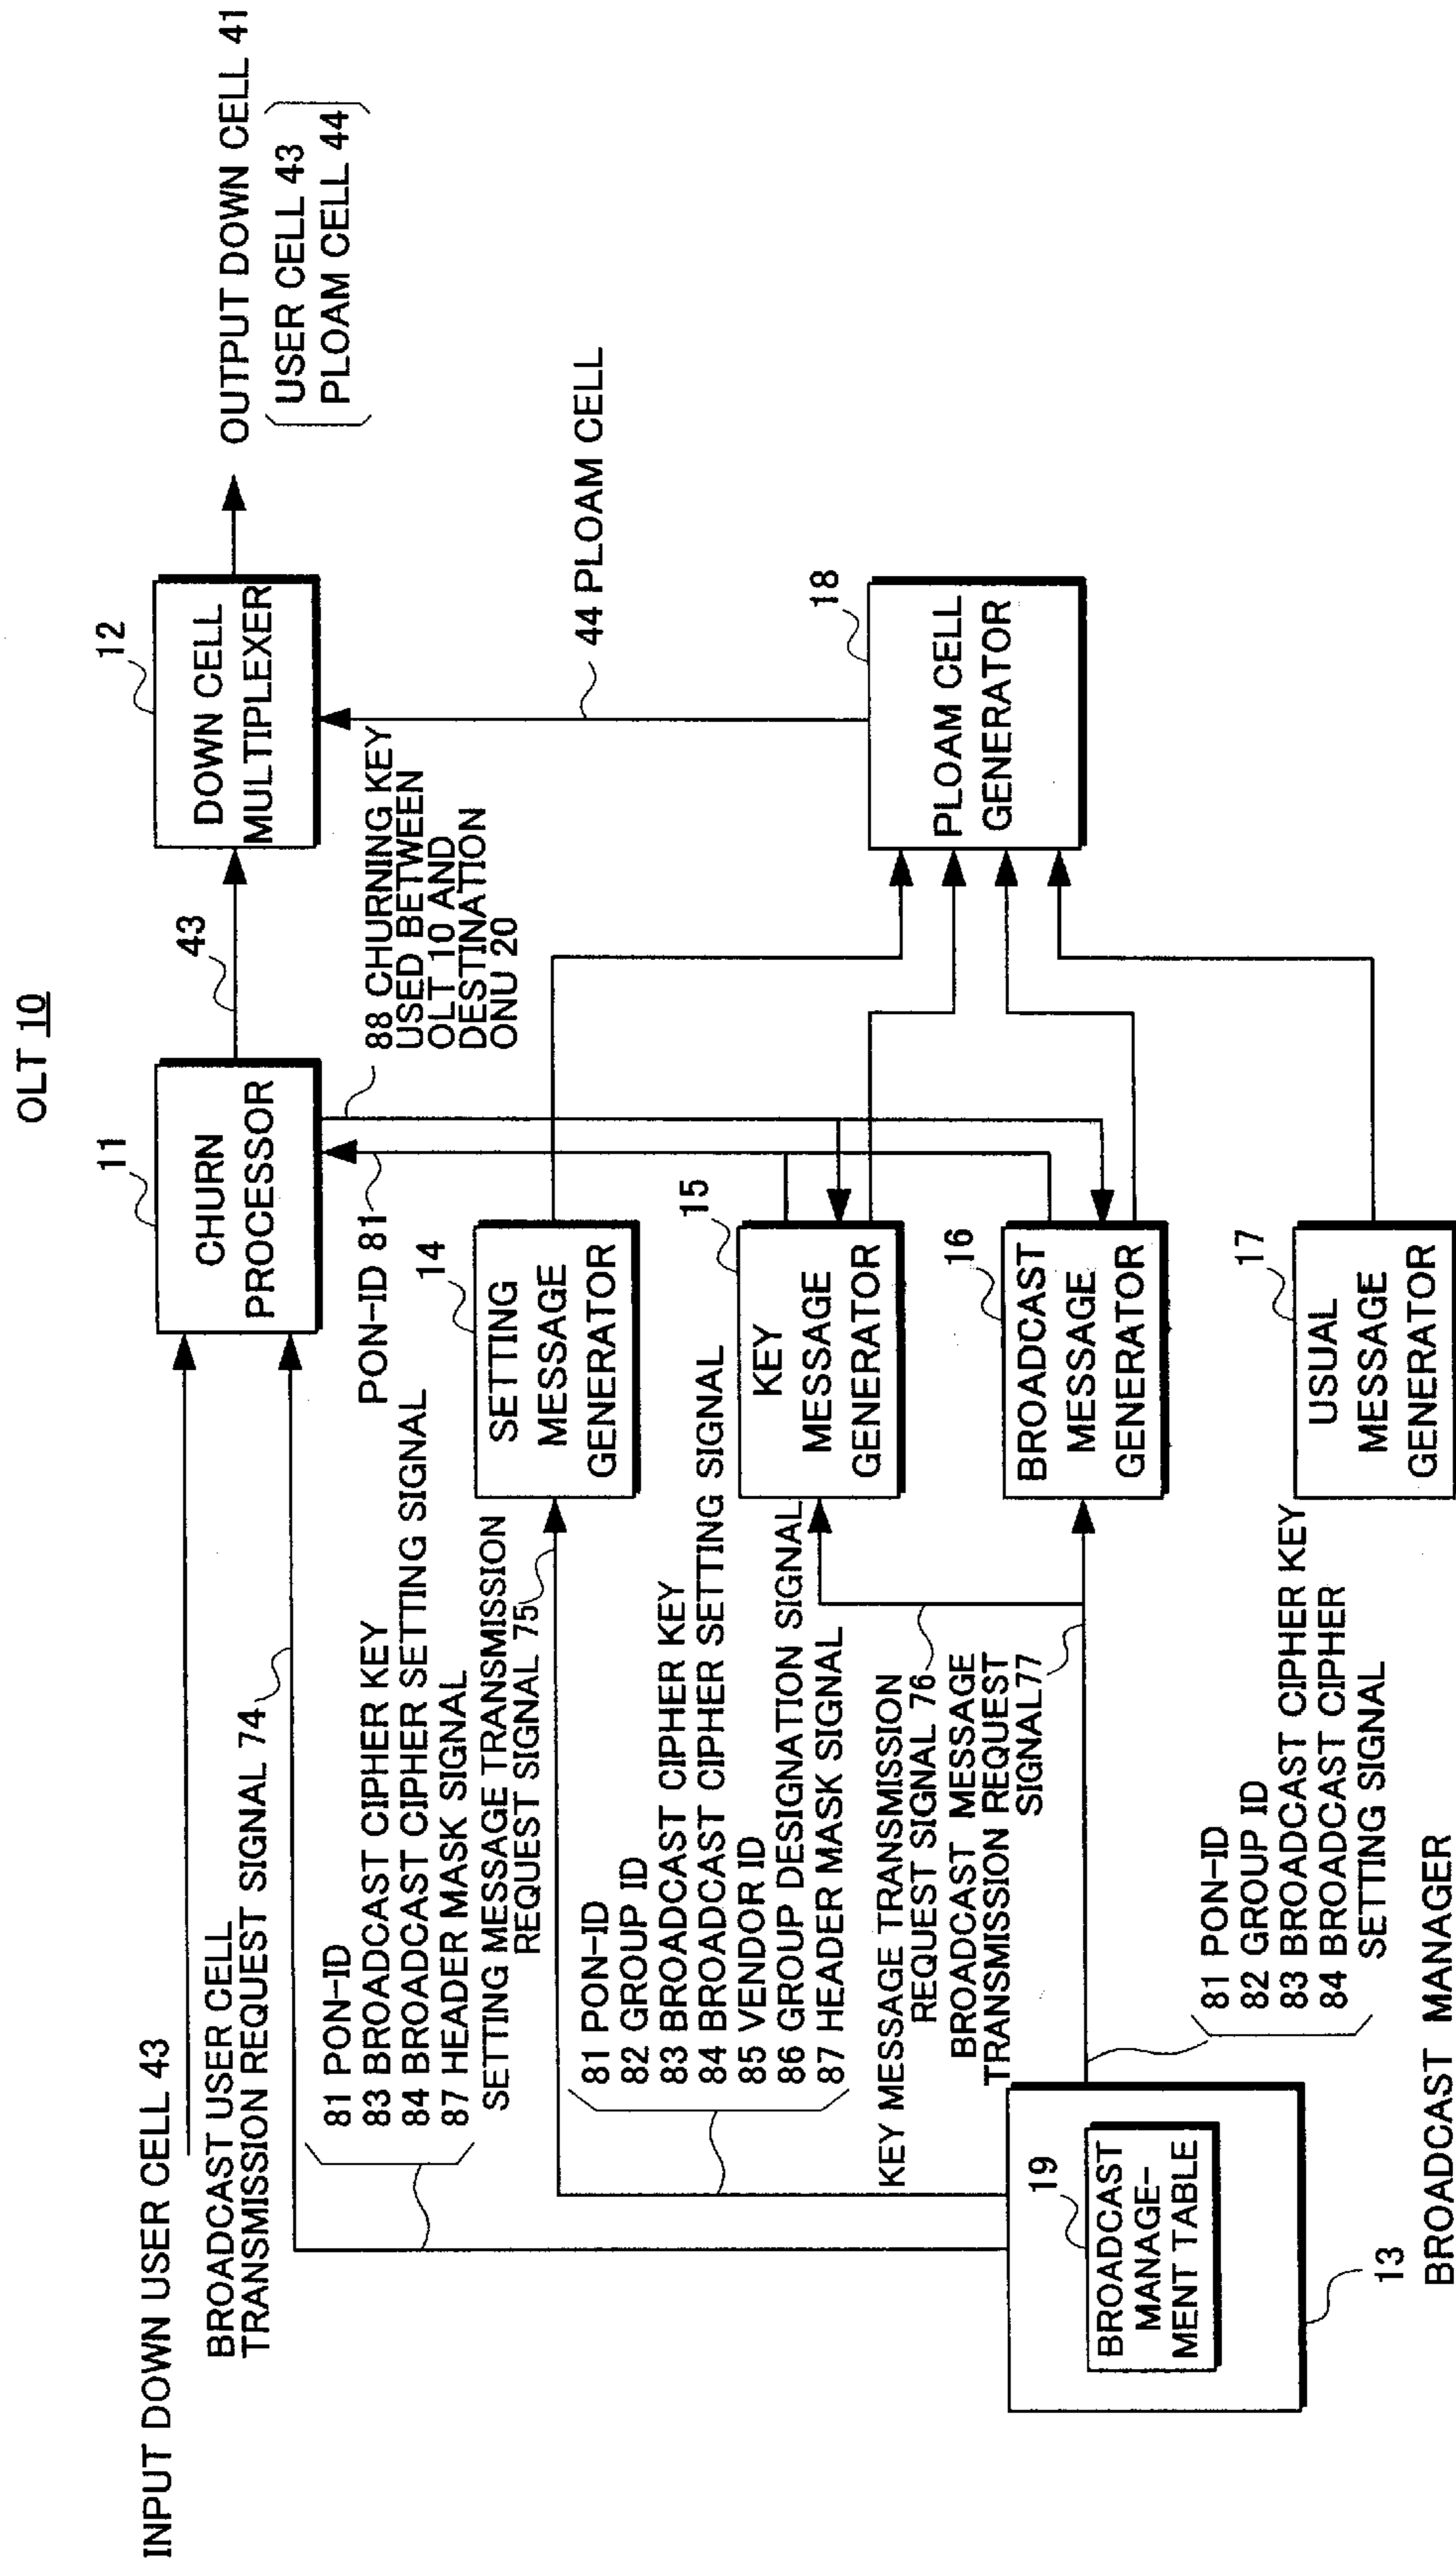 OLT 10
INPUT DOWN USER CELL 43
BROADCAST USER CELL
TRANSMISSION REQUEST SIGNAL 74
11
CHURN
PROCESSOR
43
12
DOWN CELL
MULTIPLEXER
OUTPUT DOWN CELL 41
USER CELL 43
PLOAM CELL 44
81 PON-ID
83 BROADCAST CIPHER KEY
84 BROADCAST CIPHER SETTING SIGNAL
87 HEADER MASK SIGNAL
PON-ID 81
88 CHURNING KEY
USED BETWEEN
OLT 10 AND
DESTINATION
ONU 20
SETTING MESSAGE TRANSMISSION
REQUEST SIGNAL 75
14
SETTING
MESSAGE
GENERATOR
44 PLOAM CELL
81 PON-ID
82 GROUP ID
83 BROADCAST CIPHER KEY
84 BROADCAST CIPHER SETTING SIGNAL
85 VENDOR ID
86 GROUP DESIGNATION SIGNAL
87 HEADER MASK SIGNAL
15
KEY
MESSAGE
GENERATOR
18
PLOAM CELL
GENERATOR
KEY MESSAGE TRANSMISSION
REQUEST SIGNAL 76
BROADCAST MESSAGE
TRANSMISSION REQUEST
SIGNAL77
16
BROADCAST
MESSAGE
GENERATOR
19
BROADCAST
MANAGE-
MENT TABLE
81 PON-ID
82 GROUP ID
83 BROADCAST CIPHER KEY
84 BROADCAST CIPHER
SETTING SIGNAL
17
USUAL
MESSAGE
GENERATOR
13
BROADCAST MANAGER